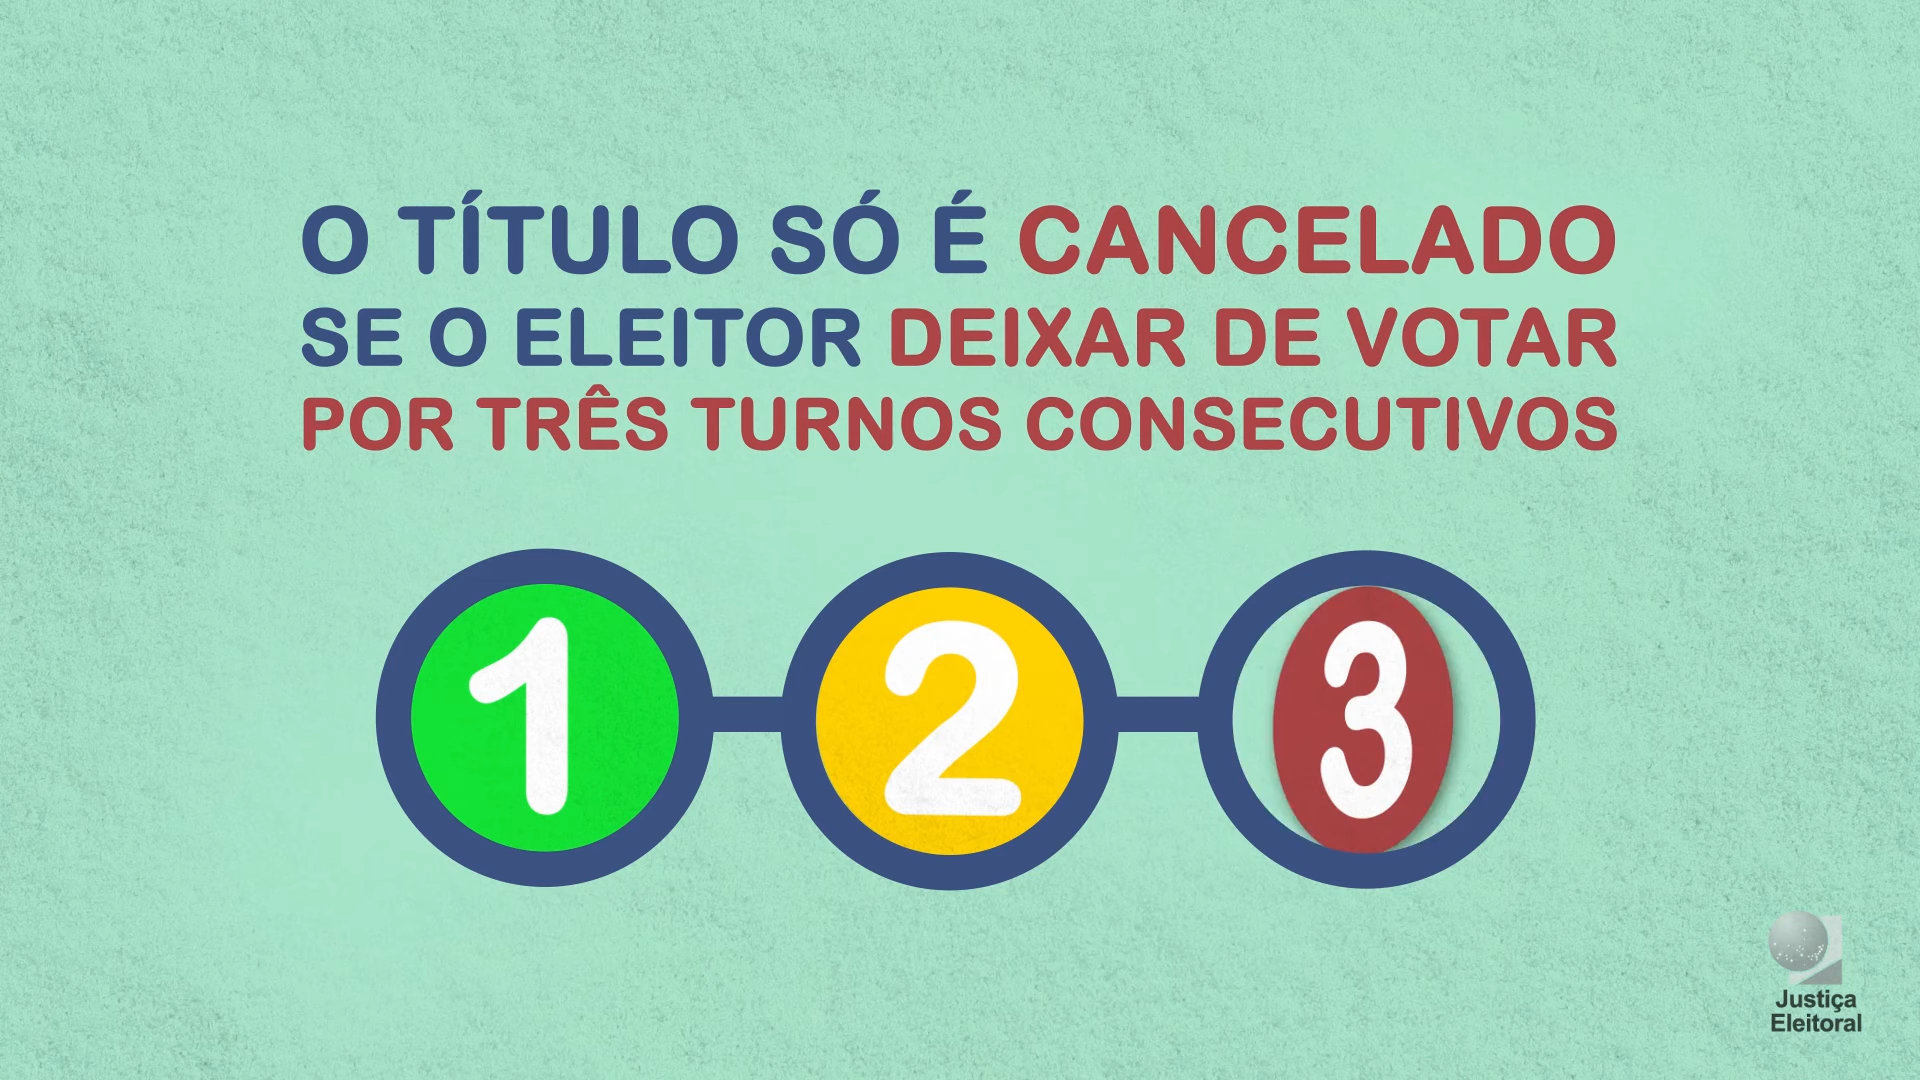 O TÍTULO SÓ É CANCELADO
SE O ELEITOR DEIXAR DE VOTAR
POR TRÊS TURNOS CONSECUTIVOS
1 2 3
Justiça
Eleitoral